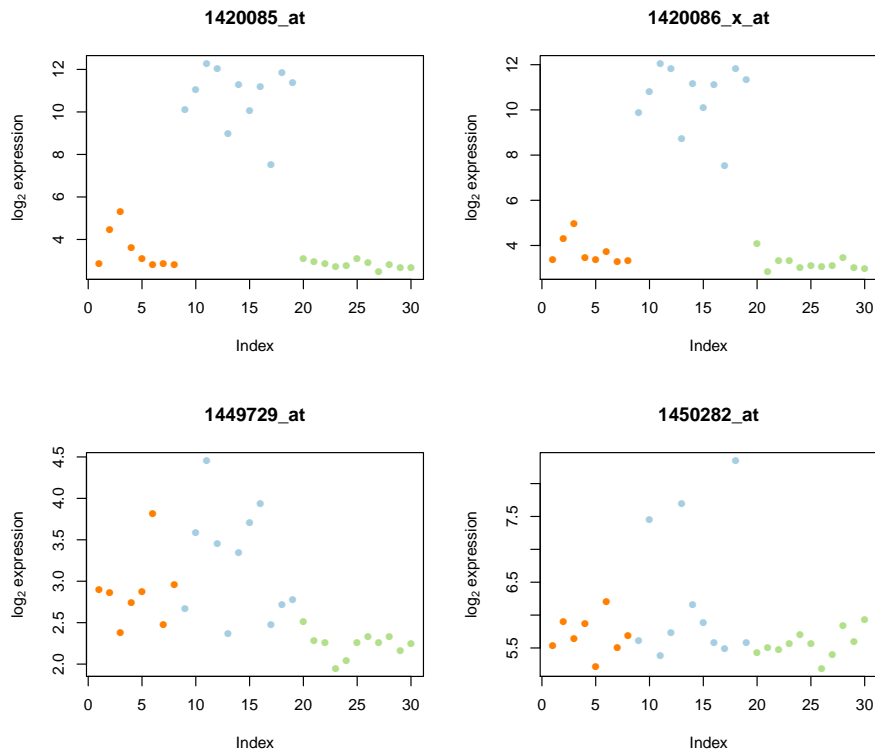 1420085_at
log₂ expression
12
10
8
6
4
0 5 10 15 20 25 30
Index
1420086_x_at
log₂ expression
12
10
8
6
4
0 5 10 15 20 25 30
Index
1449729_at
log₂ expression
4.5
4.0
3.5
3.0
2.5
2.0
0 5 10 15 20 25 30
Index
1450282_at
log₂ expression
7.5
6.5
5.5
0 5 10 15 20 25 30
Index